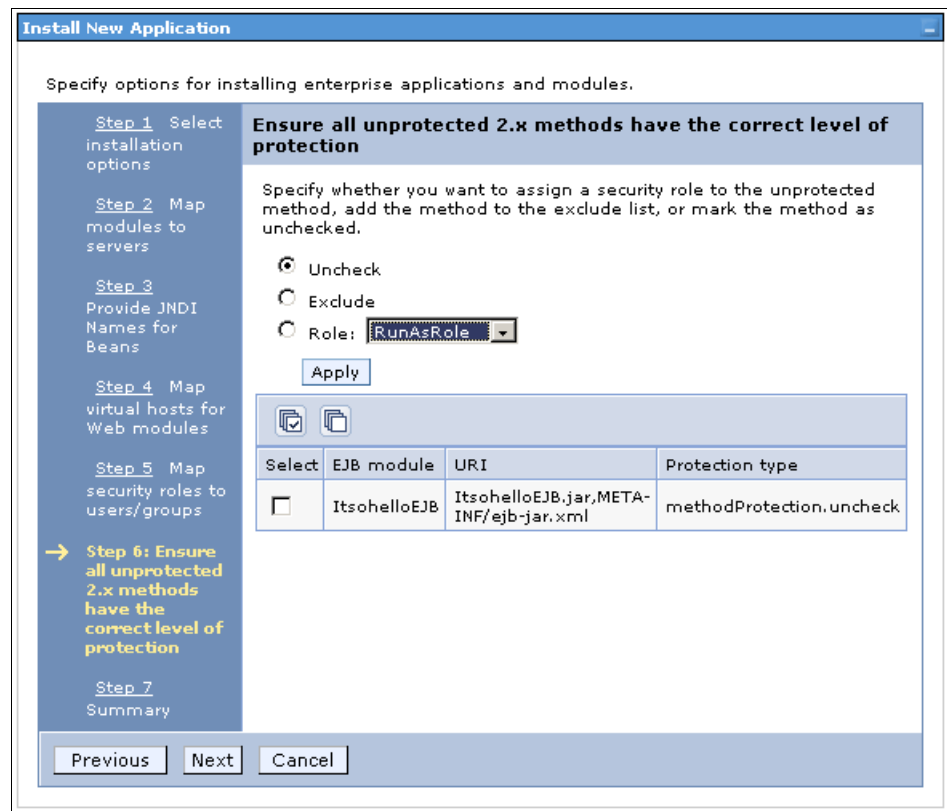 Install New Application
Specify options for installing enterprise applications and modules.
Step 1 Select
installation
options
Step 2 Map
modules to
servers
Step 3
Provide JNDI
Names for
Beans
Step 4 Map
virtual hosts for
Web modules
Step 5 Map
security roles to
users/groups
Step 6: Ensure
all unprotected
2.x methods
have the
correct level of
protection
Step 7
Summary
Ensure all unprotected 2.x methods have the correct level of
protection
Specify whether you want to assign a security role to the unprotected
method, add the method to the exclude list, or mark the method as
unchecked.
Uncheck
Exclude
Role: RunAsRole
Apply
Select EJB module URI Protection type
ItsohelloEJB ItsohelloEJB.jar,META-
INF/ejb-jar.xml methodProtection.uncheck
Previous Next Cancel